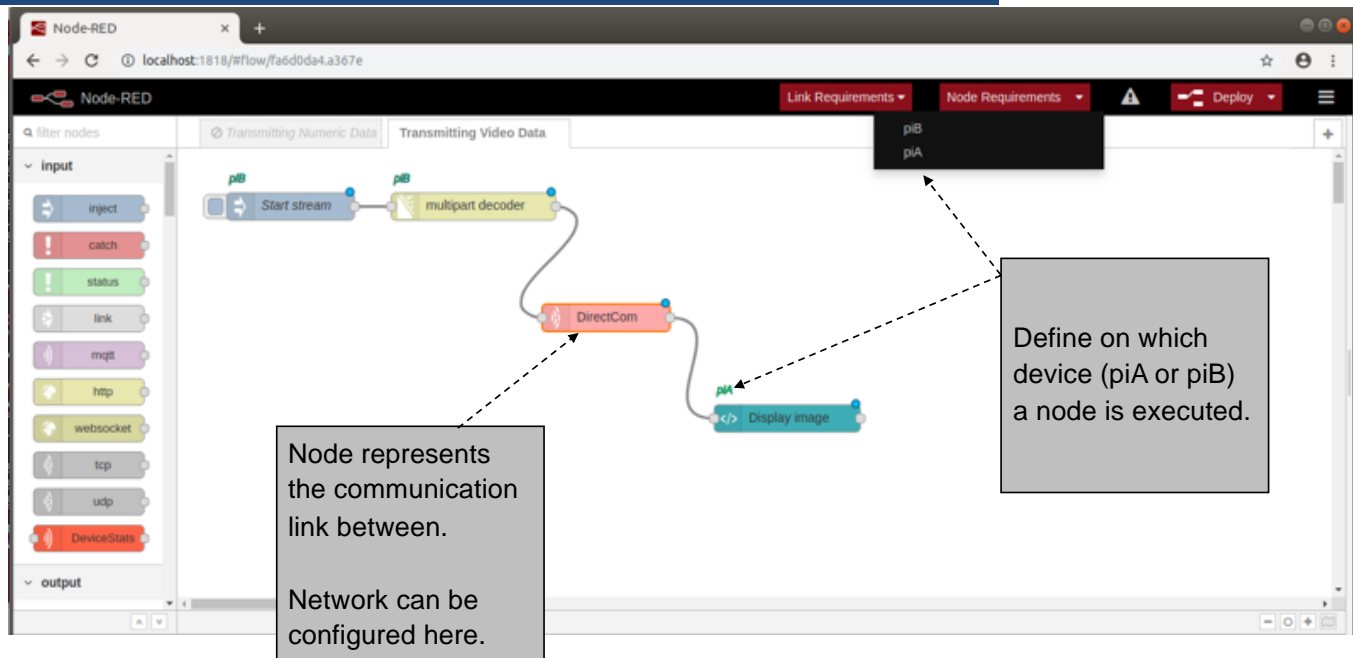 Node-RED
localhost:1818/#flow/fa6d0da4.a367e
Node-RED
Link Requirements
Node Requirements
Deploy
filter nodes
Transmitting Numeric Data
Transmitting Video Data
piB
piA
input
inject
catch
status
link
mqtt
http
websocket
tcp
udp
DeviceStats
output
piB
Start stream
piB
multipart decoder
DirectCom
piA
Display image
Define on which
device (piA or piB)
a node is executed.
Node represents
the communication
link between.
Network can be
configured here.